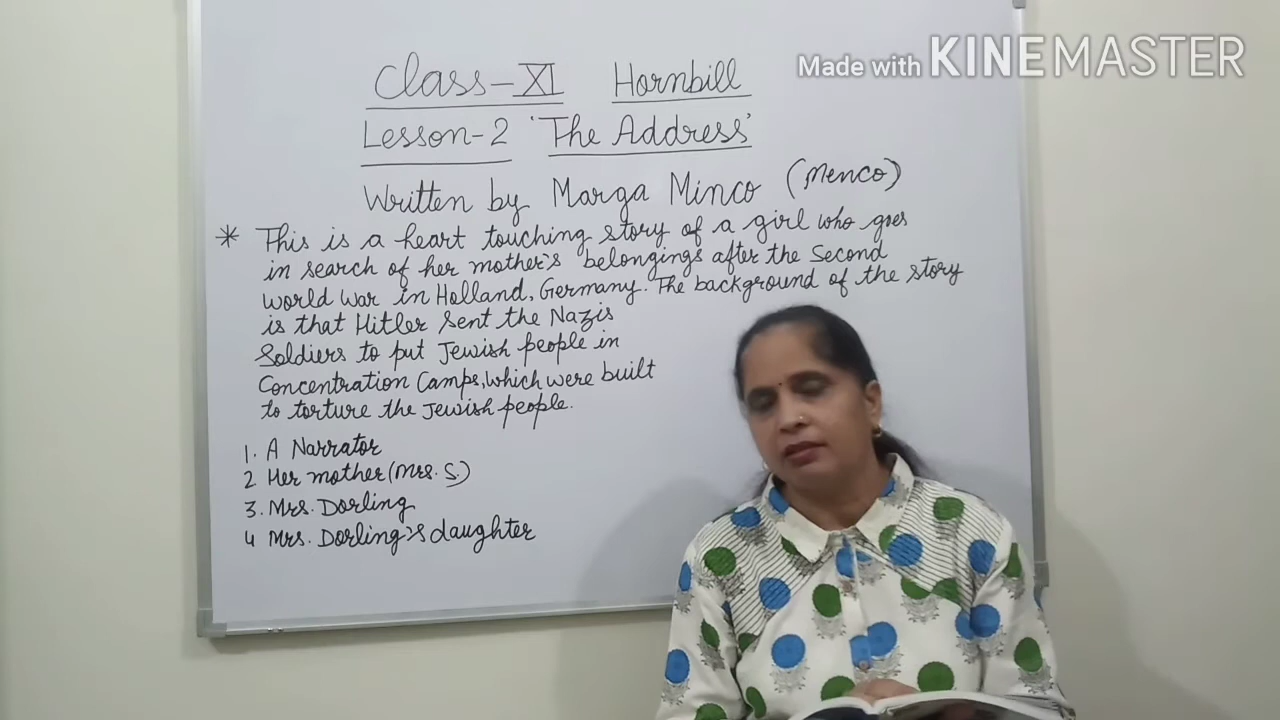 Made with KINEMASTER
Class-XI Hornbill
Lesson-2 'The Address'
Written by Marga Minco (Menco)
* This is a heart touching story of a girl who goes
in search of her mother's belongings after the Second
World War in Holland, Germany. The background of the story
is that Hitler sent the Nazis
Soldiers to put Jewish people in
Concentration Camps, which were built
to torture the Jewish people.
1. A Narrator
2 Her mother (Mrs. S.)
3. Mrs. Dorling
4 Mrs. Dorling's daughter